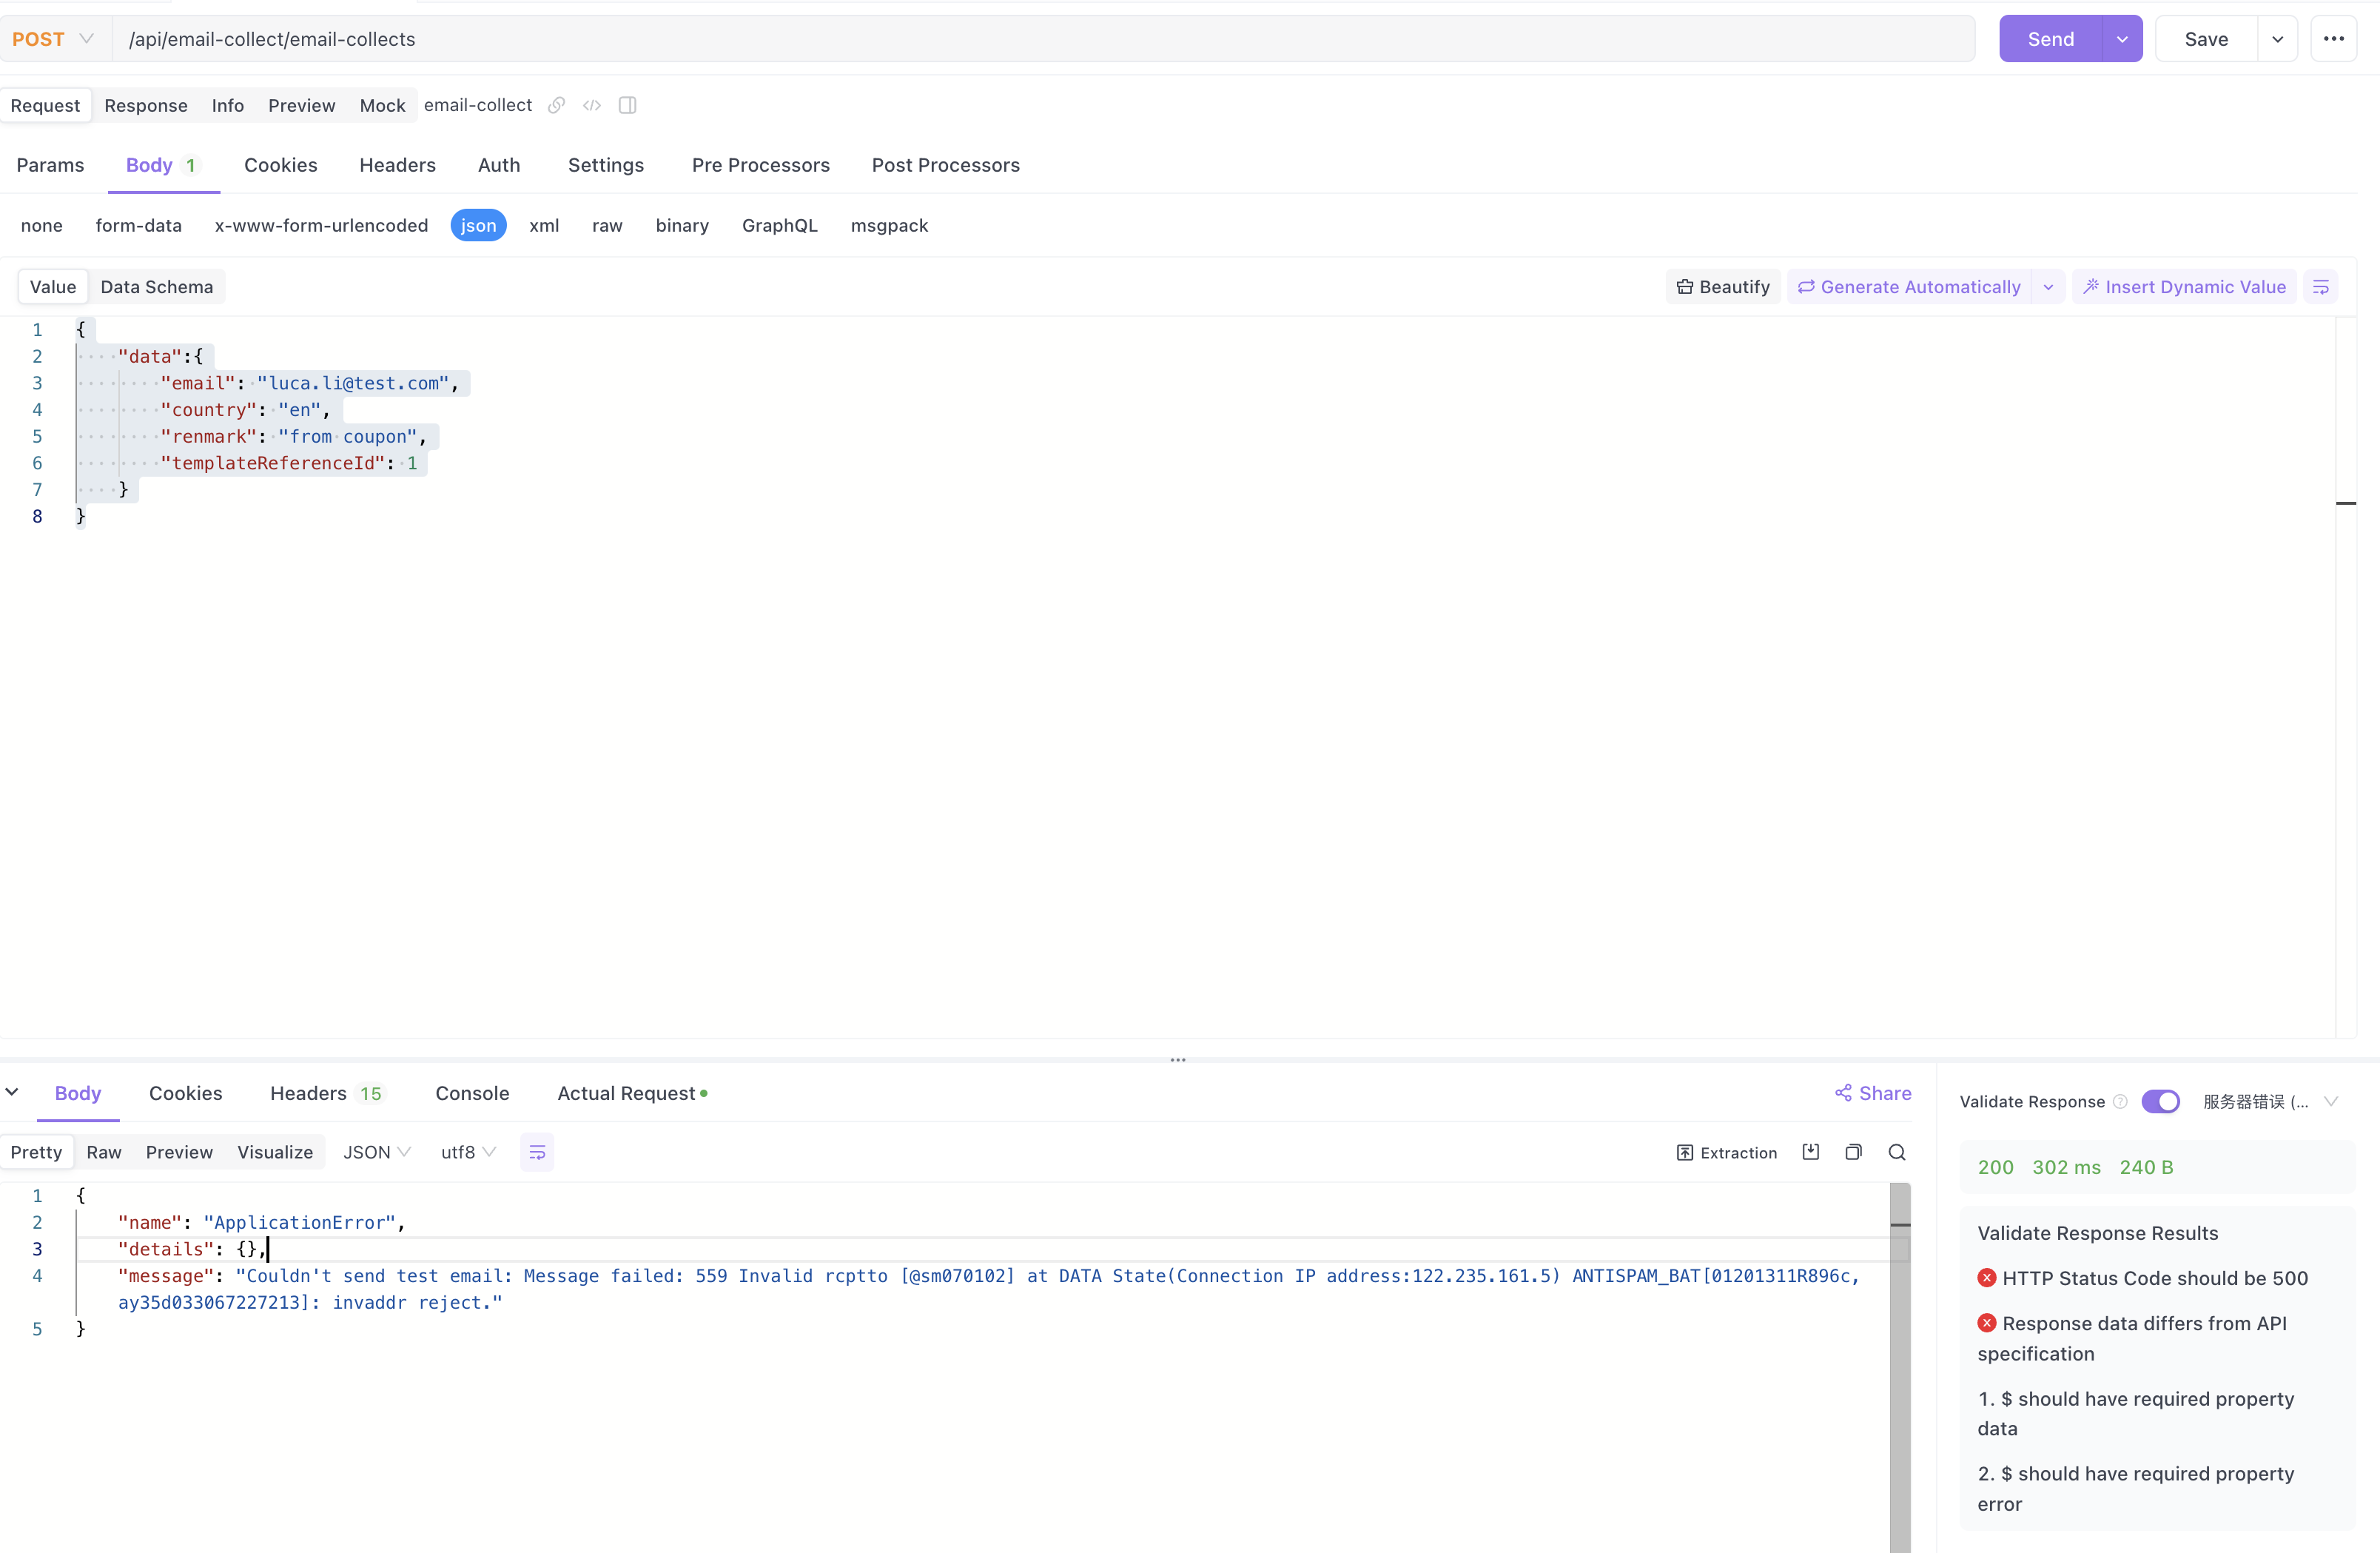 POST /api/email-collect/email-collects Send Save
Request Response Info Preview Mock email-collect
Params Body 1 Cookies Headers Auth Settings Pre Processors Post Processors
none form-data x-www-form-urlencoded json xml raw binary GraphQL msgpack
Value Data Schema Beautify Generate Automatically Insert Dynamic Value
1 {
2 "data":{
3 "email": "luca.li@test.com",
4 "country": "en",
5 "renmark": "from coupon",
6 "templateReferenceId": 1
7 }
8 }
Body Cookies Headers 15 Console Actual Request Share
Pretty Raw Preview Visualize JSON utf8 Extraction
1 {
2 "name": "ApplicationError",
3 "details": {},
4 "message": "Couldn't send test email: Message failed: 559 Invalid rcptto [@sm070102] at DATA State(Connection IP address:122.235.161.5) ANTISPAM_BAT[01201311R896c,
ay35d033067227213]: invaddr reject."
5 }
Validate Response 服务器错误 (...
200 302 ms 240 B
Validate Response Results
HTTP Status Code should be 500
Response data differs from API
specification
1. $ should have required property
data
2. $ should have required property
error